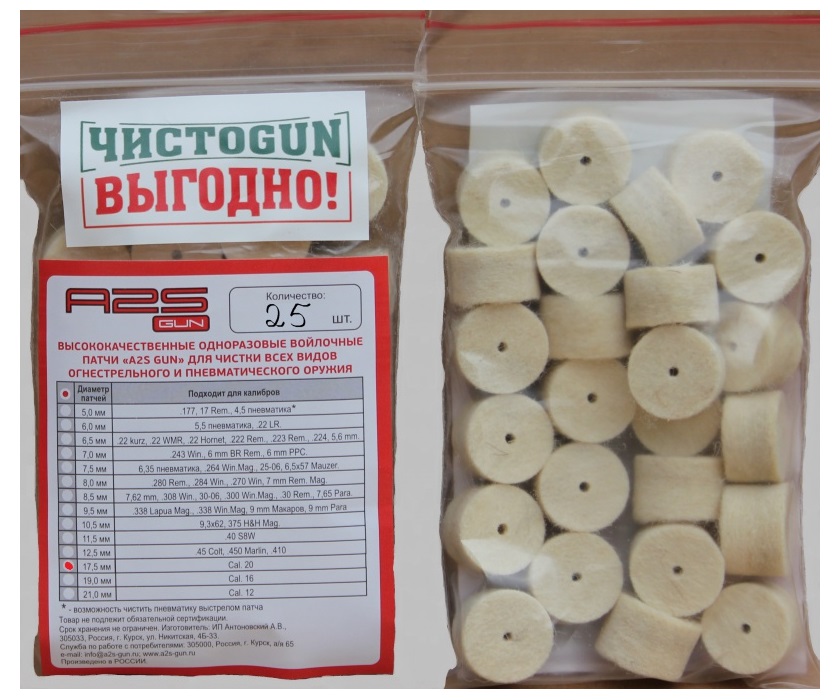 ЧИСТОGUN
ВЫГОДНО!
A2S
GUN
Количество:
25 шт.
ВЫСОКОКАЧЕСТВЕННЫЕ ОДНОРАЗОВЫЕ ВОЙЛОЧНЫЕ
ПАТЧИ «A2S GUN» ДЛЯ ЧИСТКИ ВСЕХ ВИДОВ
ОГНЕСТРЕЛЬНОГО И ПНЕВМАТИЧЕСКОГО ОРУЖИЯ
Диаметр патчей Подходит для калибров
5,0 мм 177, 17 Rem., 4,5 пневматика*
6,0 мм 5,5 пневматика, .22 LR.
6,5 мм .22 kurz, .22 WMR, .22 Hornet, .222 Rem., .223 Rem., .224, 5,6 mm.
7,0 мм .243 Win., 6 mm BR Rem., 6 mm PPC.
7,5 мм 6,35 пневматика, .264 Win.Mag., 25-06, 6,5x57 Mauzer.
8,0 мм .280 Rem., .284 Win., .270 Win, 7 mm Rem. Mag.
8,5 мм 7,62 mm, .308 Win., 30-06, .300 Win.Mag., .30 Rem., 7,65 Para.
9,5 мм .338 Lapua Mag., .338 Win.Mag, 9 mm Макаров, 9 mm Para
10,5 мм 9,3x62, 375 H&H Mag.
11,5 мм .40 S8W
12,5 мм .45 Colt, .450 Marlin, .410
17,5 мм Cal. 20
19,0 мм Cal. 16
21,0 мм Cal. 12
* - возможность чистить пневматику выстрелом патча
Товар не подлежит обязательной сертификации.
Срок хранения не ограничен. Изготовитель: ИП Антоновский А.В.,
305033, Россия, г. Курск, ул. Никитская, 4Б-33.
Служба по работе с потребителями: 305000, Россия, г. Курск, а/я 65
e-mail: info@a2s-gun.ru; www.a2s-gun.ru
Произведено в РОССИИ.